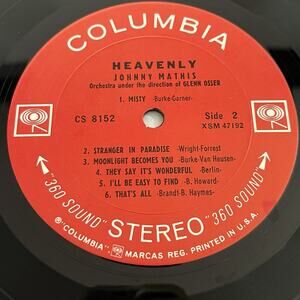 COLUMBIA
HEAVENLY
JOHNNY MATHIS
Orchestra under the direction of GLENN OSSER
1. MISTY -Burke-Garner-
CS 8152
Side 2
XSM 47192
2. STRANGER IN PARADISE -Wright-Forrest-
3. MOONLIGHT BECOMES YOU -Burke-Van Heusen-
4. THEY SAY IT'S WONDERFUL -Berlin-
5. I'LL BE EASY TO FIND -B. Howard-
6. THAT'S ALL -Brandt-B. Haymes-
"360 SOUND" STEREO "360 SOUND"
® "COLUMBIA", MARCAS REG. PRINTED IN U.S.A.